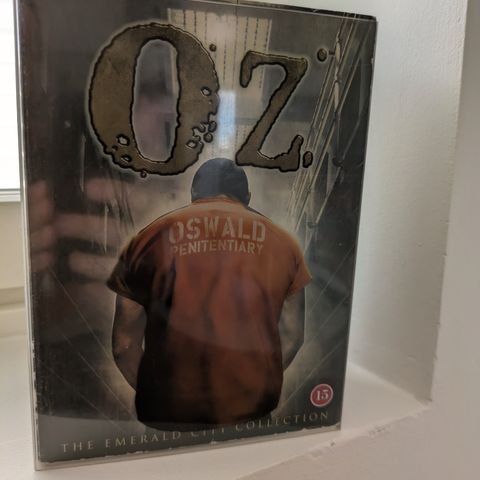 OZ.
OSWALD
PENITENTIARY
15
THE EMERALD CITY COLLECTION